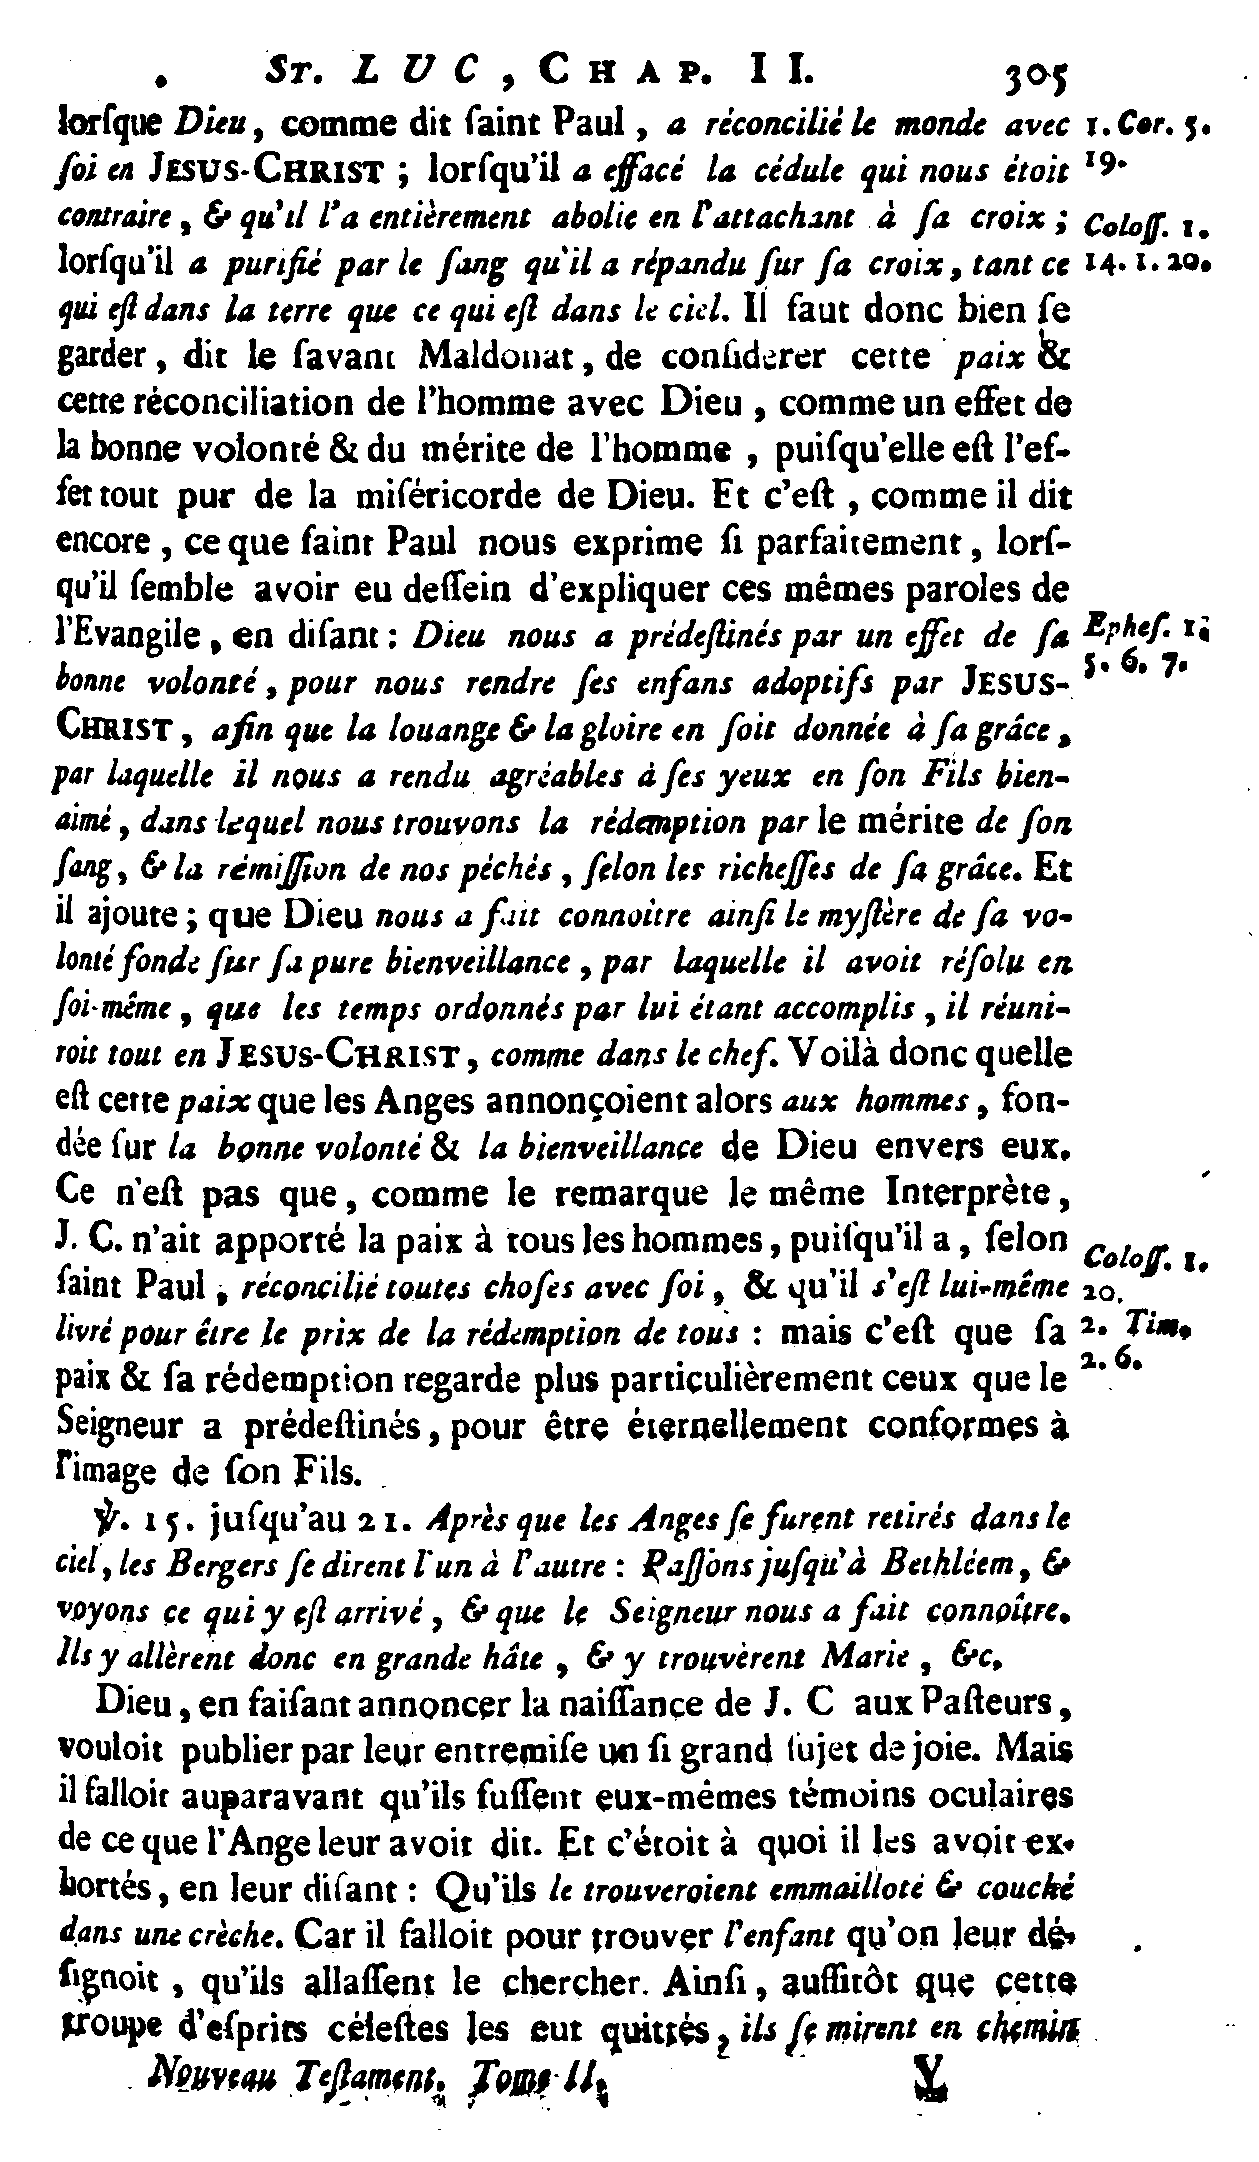 St. LUC, CHAP. II. 305
lorſque Dieu, comme dit ſaint Paul, a réconcilié le monde avec
ſoi en JESUS-CHRIST ; lorſqu'il a effacé la cédule qui nous étoit
contraire, & qu'il l'a entièrement abolie en l'attachant à ſa croix ;
lorſqu'il a purifié par le ſang qu'il a répandu ſur ſa croix, tant ce
qui eſt dans la terre que ce qui eſt dans le ciel. Il faut donc bien ſe
garder, dit le ſavant Maldonat, de conſiderer cette paix &
cette réconciliation de l'homme avec Dieu, comme un effet de
la bonne volonté & du mérite de l'homme, puiſqu'elle eſt l'ef-
fet tout pur de la miſéricorde de Dieu. Et c'eſt, comme il dit
encore, ce que ſaint Paul nous exprime ſi parfaitement, lorſ-
qu'il ſemble avoir eu deſſein d'expliquer ces mêmes paroles de
l'Evangile, en diſant : Dieu nous a prédeſtinés par un effet de ſa
bonne volonté, pour nous rendre ſes enfans adoptifs par JESUS-
CHRIST, afin que la louange & la gloire en ſoit donnée à ſa grâce,
par laquelle il nous a rendu agréables à ſes yeux en ſon Fils bien-
aimé, dans lequel nous trouvons la rédemption par le mérite de ſon
ſang, & la rémiſſion de nos péchés, ſelon les richeſſes de ſa grâce. Et
il ajoute ; que Dieu nous a fait connoître ainſi le myſtère de ſa vo-
lonté fondé ſur ſa pure bienveillance, par laquelle il avoit réſolu en
ſoi-même, que les temps ordonnés par lui étant accomplis, il réuni-
roit tout en JESUS-CHRIST, comme dans le chef. Voilà donc quelle
eſt cette paix que les Anges annonçoient alors aux hommes, fon-
dée ſur la bonne volonté & la bienveillance de Dieu envers eux.
Ce n'eſt pas que, comme le remarque le même Interprète,
J. C. n'ait apporté la paix à tous les hommes, puiſqu'il a, ſelon
ſaint Paul, réconcilié toutes choſes avec ſoi, & qu'il s'eſt lui-même
livré pour être le prix de la rédemption de tous : mais c'eſt que ſa
paix & ſa rédemption regarde plus particulièrement ceux que le
Seigneur a prédeſtinés, pour être éternellement conformes à
l'image de ſon Fils.
℣. 15. juſqu'au 21. Après que les Anges ſe furent retirés dans le
ciel, les Bergers ſe dirent l'un à l'autre : Paſſons juſqu'à Bethléem, &
voyons ce qui y eſt arrivé, & que le Seigneur nous a fait connoître.
Ils y allèrent donc en grande hâte, & y trouvèrent Marie, &c.
Dieu, en faiſant annoncer la naiſſance de J. C aux Paſteurs,
vouloit publier par leur entremiſe un ſi grand ſujet de joie. Mais
il falloit auparavant qu'ils fuſſent eux-mêmes témoins oculaires
de ce que l'Ange leur avoit dit. Et c'étoit à quoi il les avoit ex-
hortés, en leur diſant : Qu'ils le trouveroient emmailloté & couché
dans une crèche. Car il falloit pour trouver l'enfant qu'on leur dé-
ſignoit, qu'ils allaſſent le chercher. Ainſi, auſſitôt que cette
troupe d'eſprits céleſtes les eut quittés, ils ſe mirent en chemin
Nouveau Teſtament. Tome II. V
1. Cor. 5.
19.
Coloſſ. 1.
14. 1. 20.
Epheſ. 1.
5. 6. 7.
Coloſſ. 1.
20.
2. Tim.
2. 6.